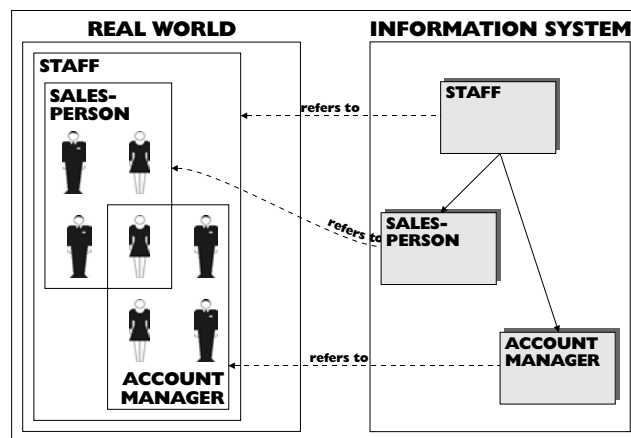 REAL WORLD
INFORMATION SYSTEM
STAFF
SALES-
PERSON
ACCOUNT
MANAGER
refers to
STAFF
refers to
SALES-
PERSON
refers to
ACCOUNT
MANAGER